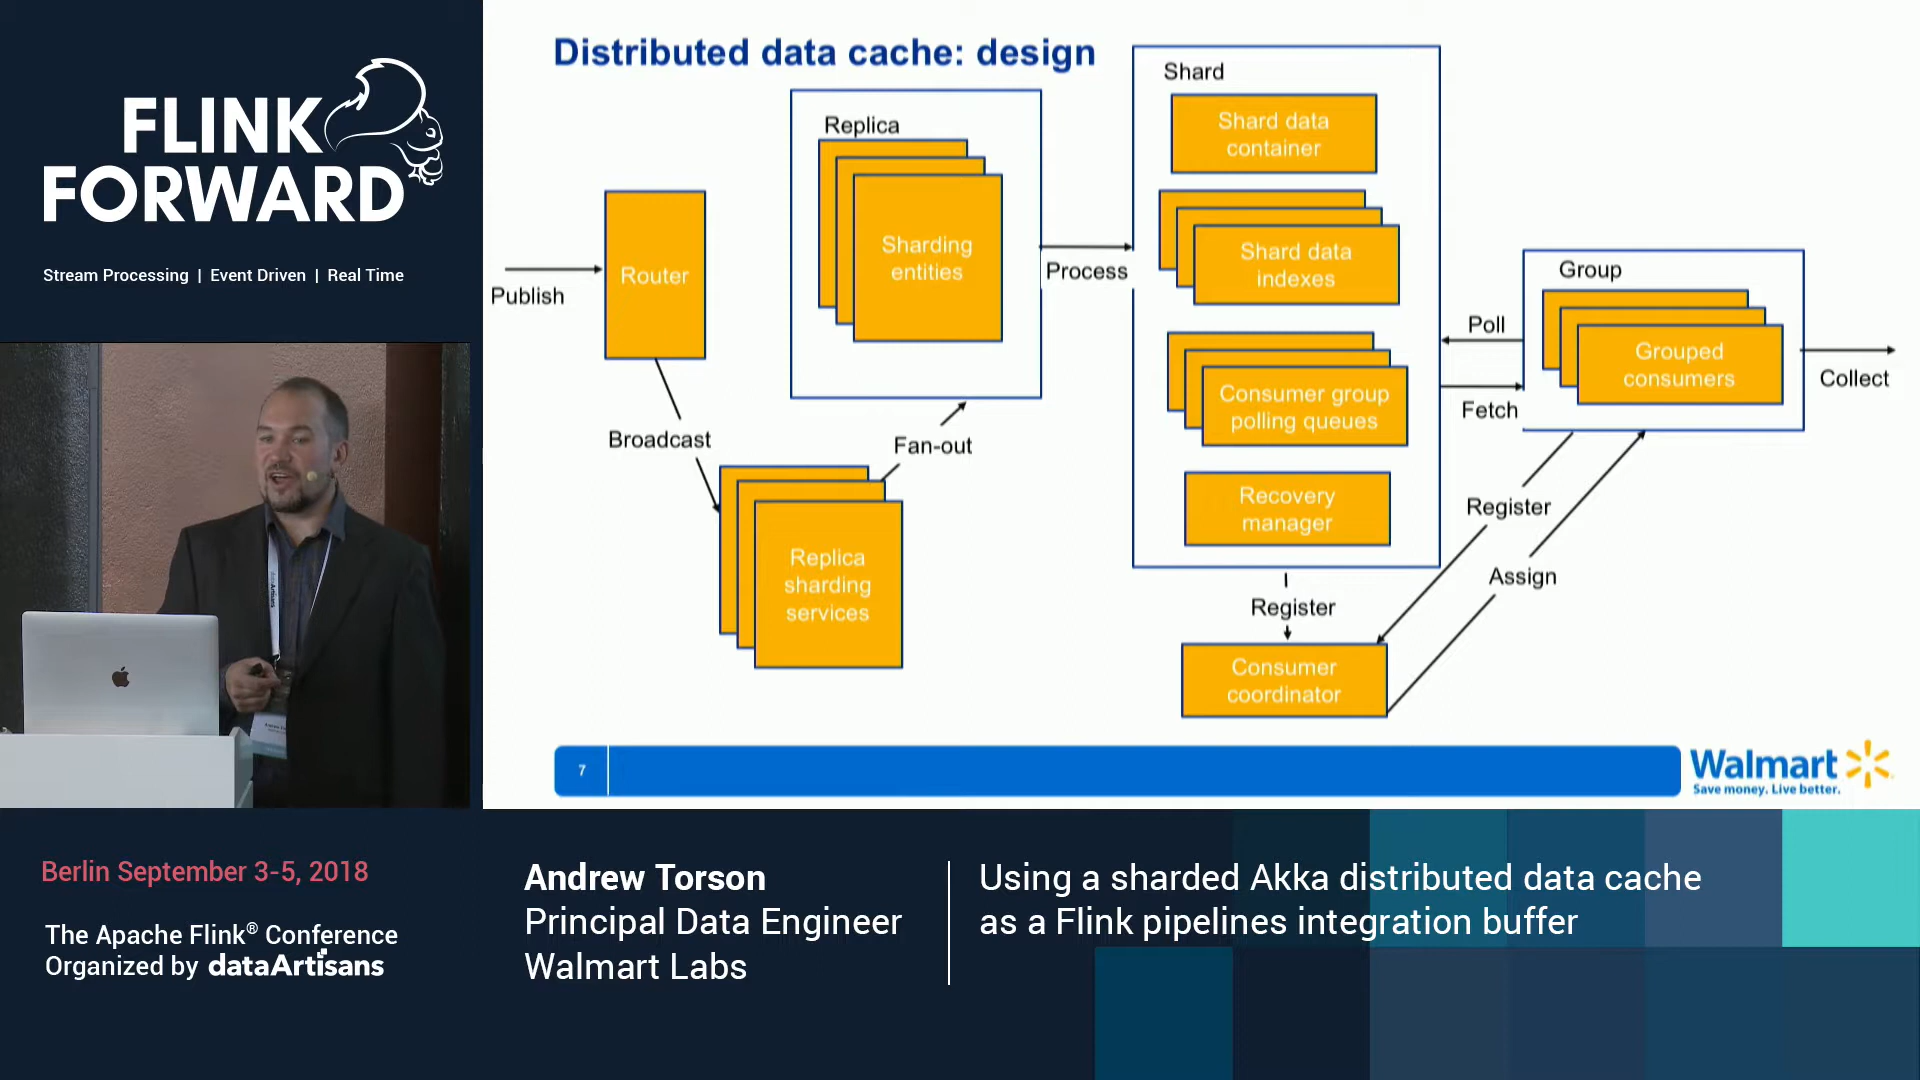 FLINK
FORWARD
Stream Processing | Event Driven | Real Time
Distributed data cache: design
Publish
Router
Broadcast
Replica
Sharding
entities
Fan-out
Replica
sharding
services
Process
Shard
Shard data
container
Shard data
indexes
Consumer group
polling queues
Recovery
manager
Register
Consumer
coordinator
Poll
Fetch
Group
Grouped
consumers
Collect
Register
Assign
7
Walmart
Save money. Live better.
Berlin September 3-5, 2018
The Apache Flink® Conference
Organized by dataArtisans
Andrew Torson
Principal Data Engineer
Walmart Labs
Using a sharded Akka distributed data cache
as a Flink pipelines integration buffer